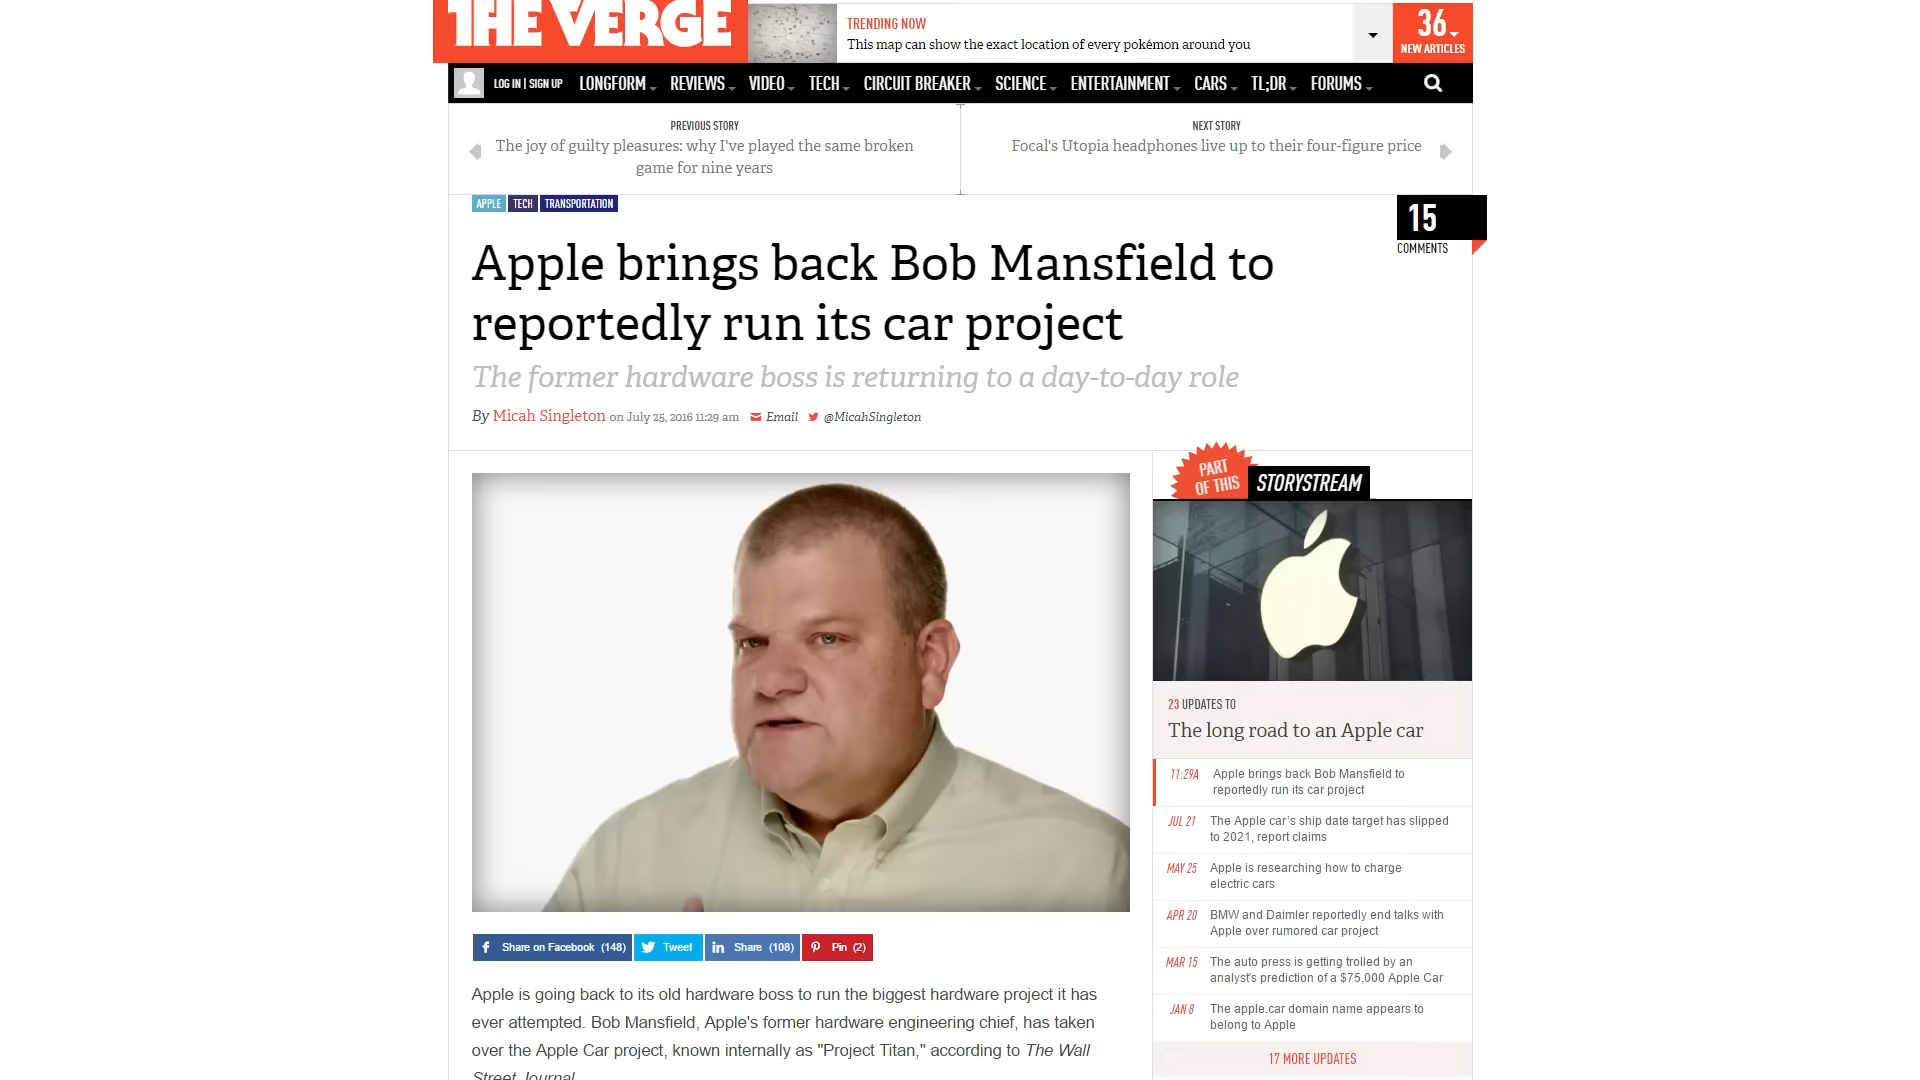 THE VERGE
TRENDING NOW
This map can show the exact location of every pokémon around you
36
NEW ARTICLES
LOG IN | SIGN UP LONGFORM REVIEWS VIDEO TECH CIRCUIT BREAKER SCIENCE ENTERTAINMENT CARS TL;DR FORUMS
PREVIOUS STORY
The joy of guilty pleasures: why I've played the same broken
game for nine years
NEXT STORY
Focal's Utopia headphones live up to their four-figure price
APPLE TECH TRANSPORTATION
15
COMMENTS
Apple brings back Bob Mansfield to
reportedly run its car project
The former hardware boss is returning to a day-to-day role
By Micah Singleton on July 25, 2016 11:29 am Email @MicahSingleton
Share on Facebook (148) Tweet Share (108) Pin (2)
Apple is going back to its old hardware boss to run the biggest hardware project it has
ever attempted. Bob Mansfield, Apple's former hardware engineering chief, has taken
over the Apple Car project, known internally as "Project Titan," according to The Wall
Street Journal.
PART
OF THIS
STORYSTREAM
23 UPDATES TO
The long road to an Apple car
11:29A Apple brings back Bob Mansfield to
reportedly run its car project
JUL 21 The Apple car's ship date target has slipped
to 2021, report claims
MAY 25 Apple is researching how to charge
electric cars
APR 20 BMW and Daimler reportedly end talks with
Apple over rumored car project
MAR 15 The auto press is getting trolled by an
analyst's prediction of a $75,000 Apple Car
JAN 8 The apple.car domain name appears to
belong to Apple
17 MORE UPDATES